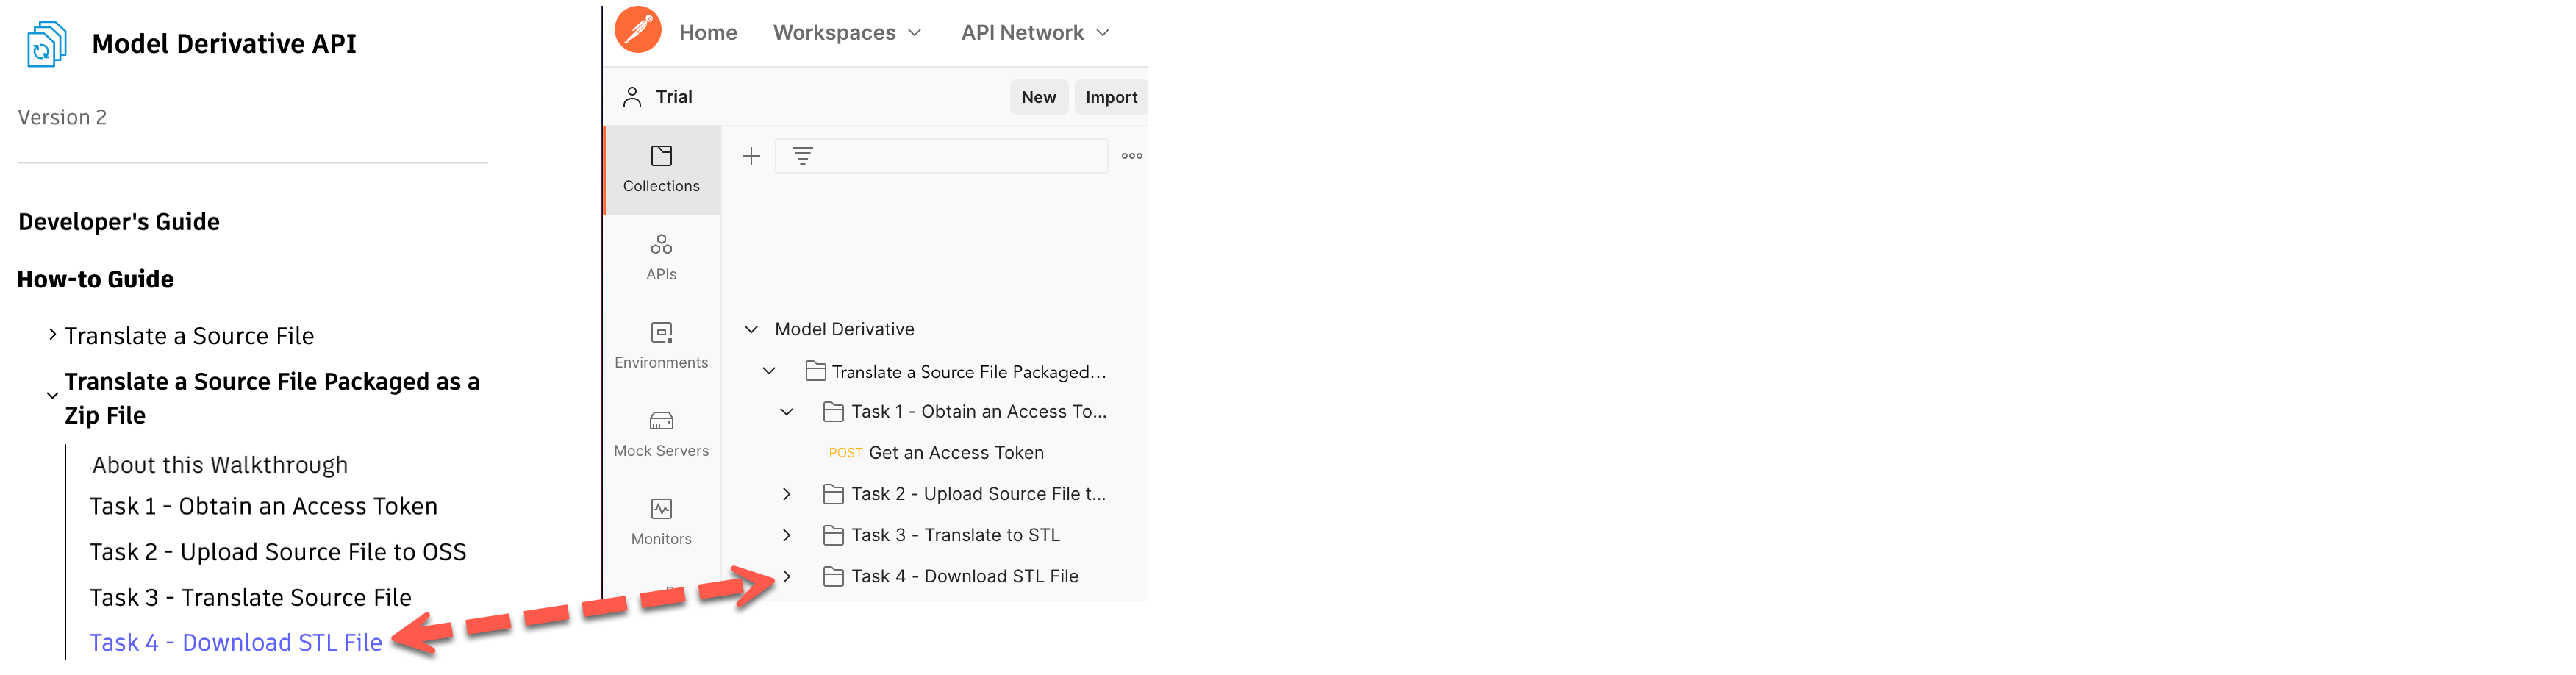 Model Derivative API
Version 2
Developer's Guide
How-to Guide
Translate a Source File
Translate a Source File Packaged as a
Zip File
About this Walkthrough
Task 1 - Obtain an Access Token
Task 2 - Upload Source File to OSS
Task 3 - Translate Source File
Task 4 - Download STL File
Home Workspaces API Network
Trial New Import
Collections
APIs
Environments
Mock Servers
Monitors
Model Derivative
Translate a Source File Packaged...
Task 1 - Obtain an Access To...
POST Get an Access Token
Task 2 - Upload Source File t...
Task 3 - Translate to STL
Task 4 - Download STL File